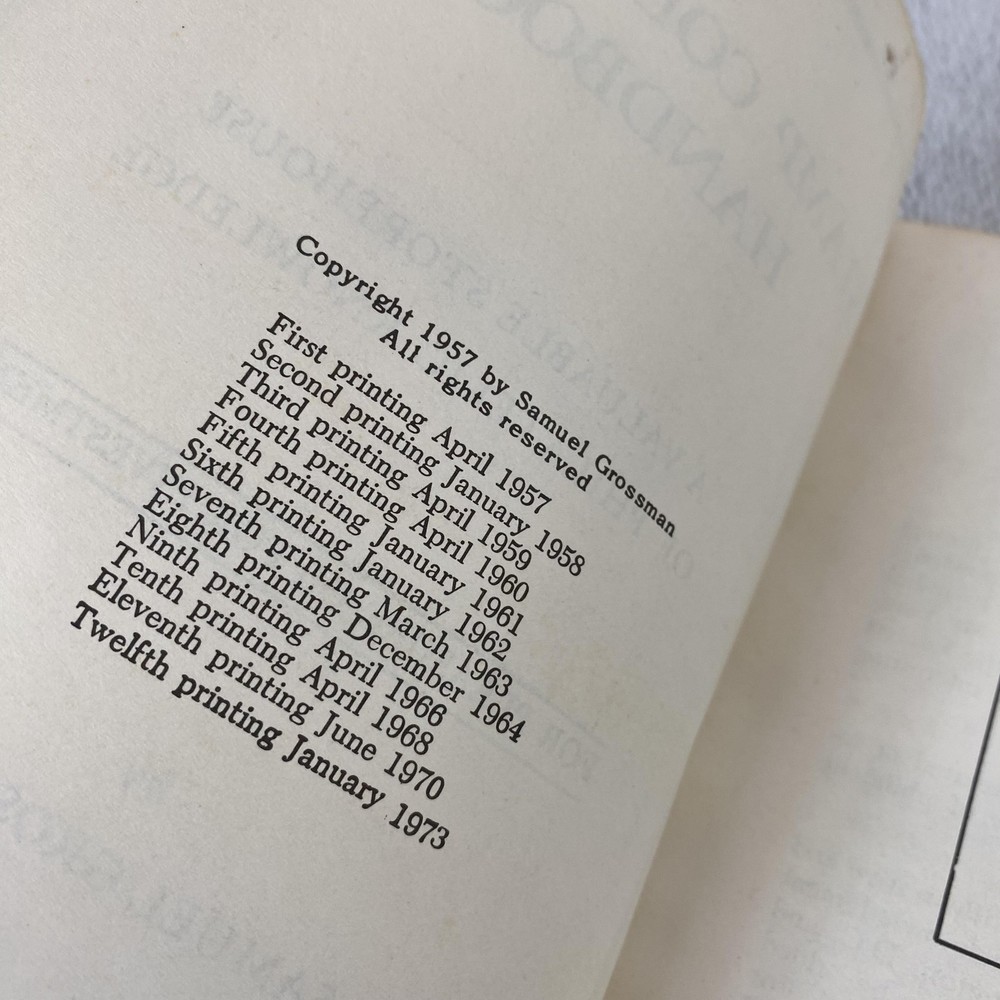 Copyright 1957 by Samuel Grossman
All rights reserved
First printing April 1957
Second printing January 1958
Third printing April 1959
Fourth printing April 1960
Fifth printing January 1961
Sixth printing January 1962
Seventh printing March 1963
Eighth printing December 1964
Ninth printing April 1966
Tenth printing April 1968
Eleventh printing June 1970
Twelfth printing January 1973